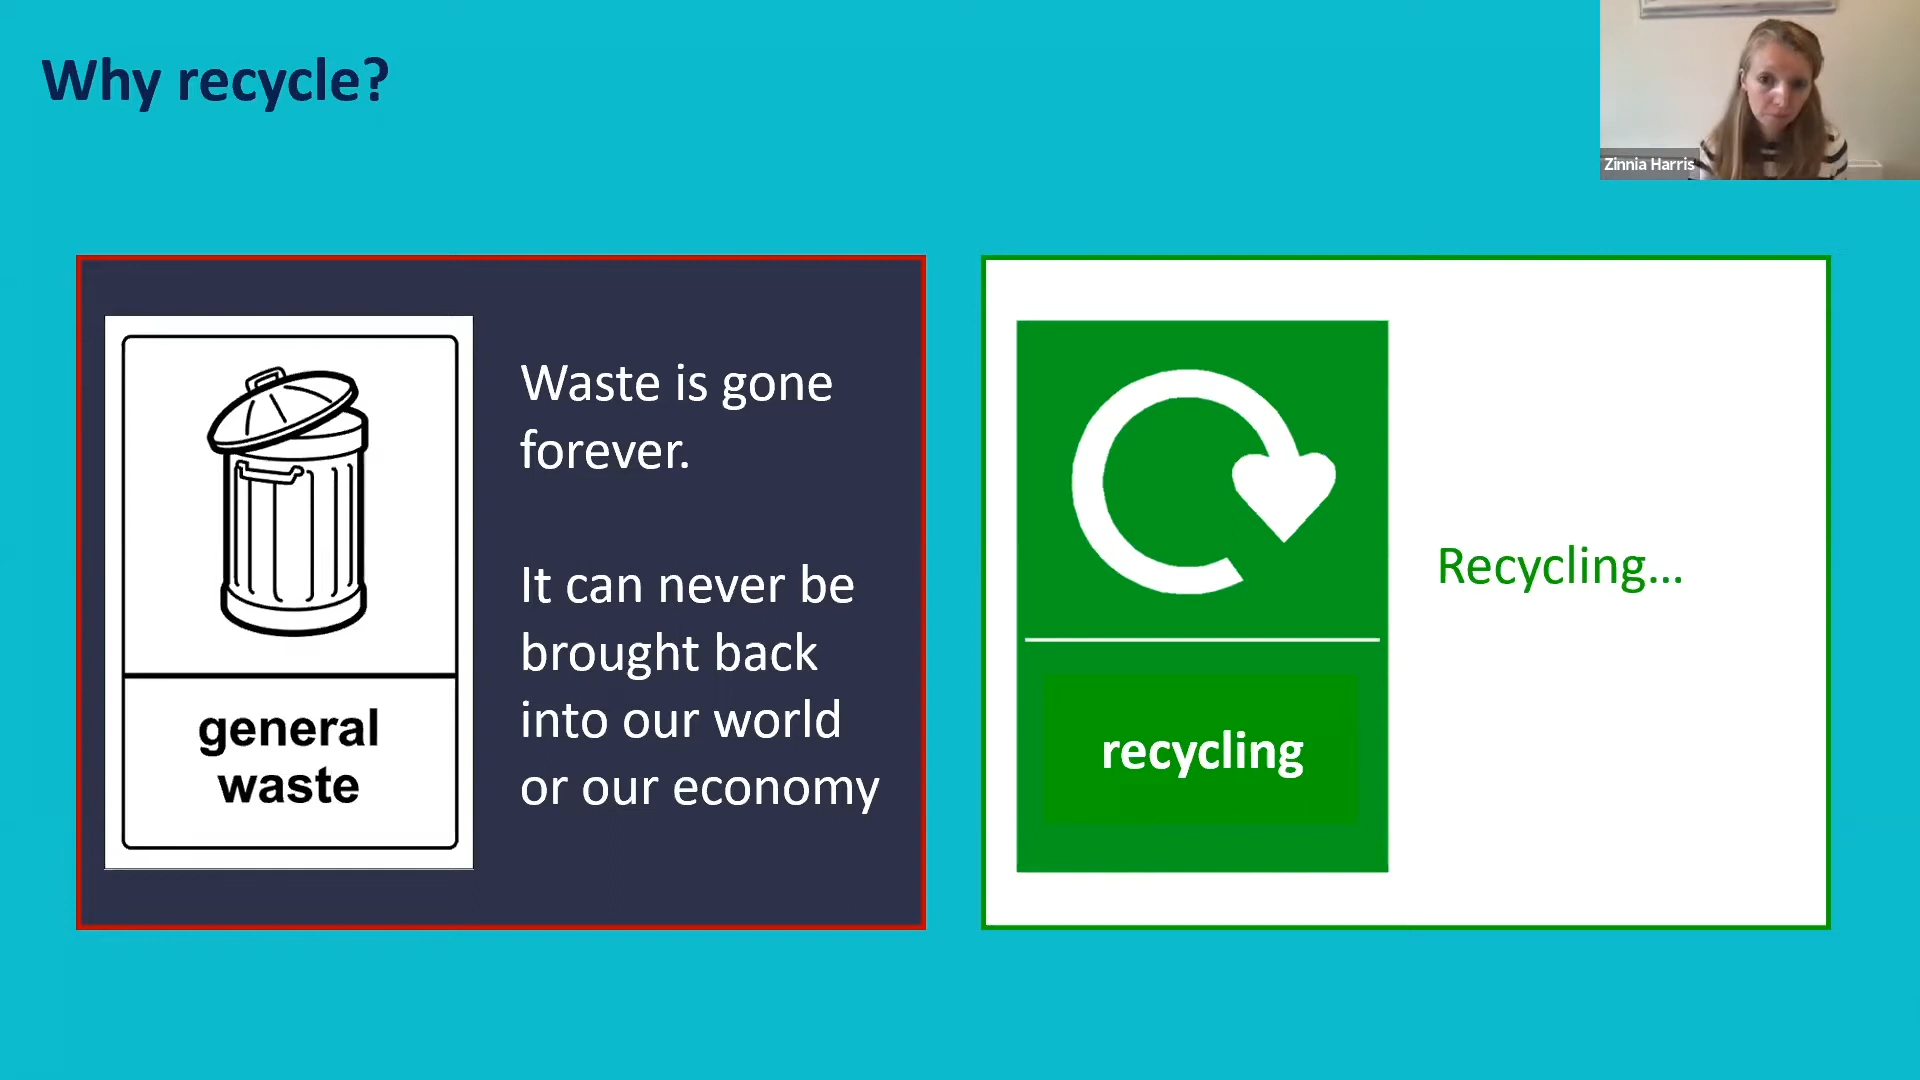 Why recycle?
Zinnia Harris
general
waste
Waste is gone
forever.
It can never be
brought back
into our world
or our economy
recycling
Recycling...